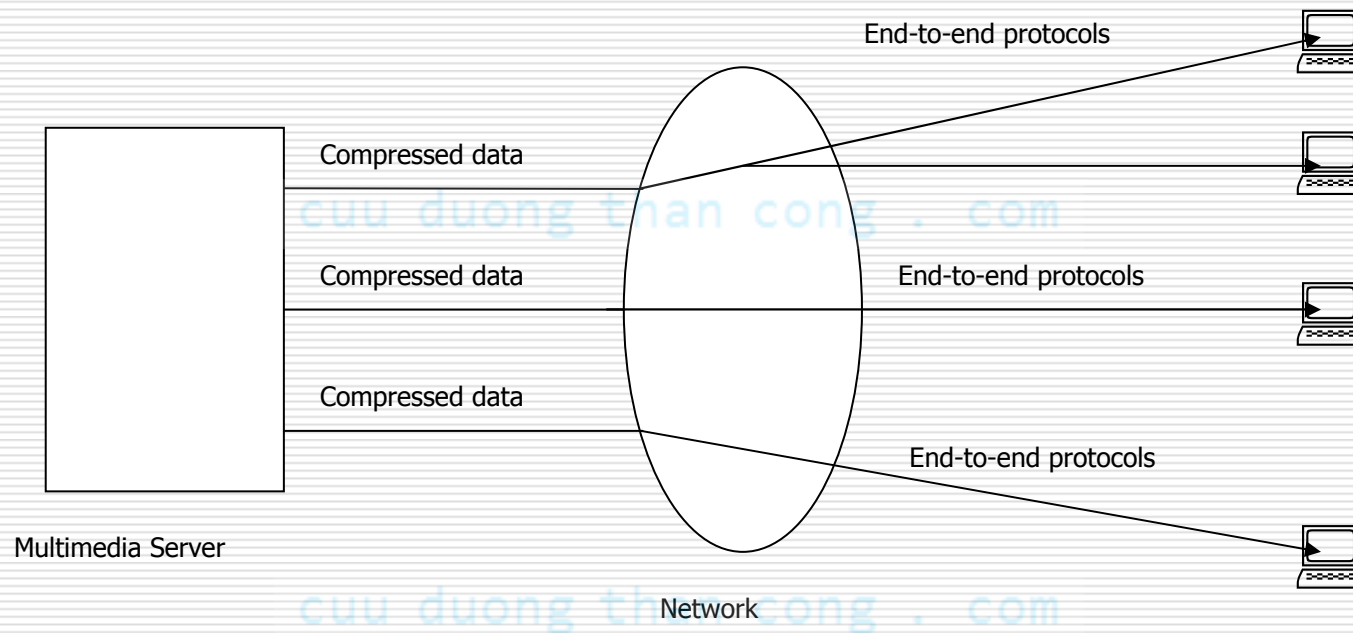 End-to-end protocols
Compressed data
cuu duong than cong . com
Compressed data
End-to-end protocols
Compressed data
End-to-end protocols
Multimedia Server
Network
cuu duong than cong . com